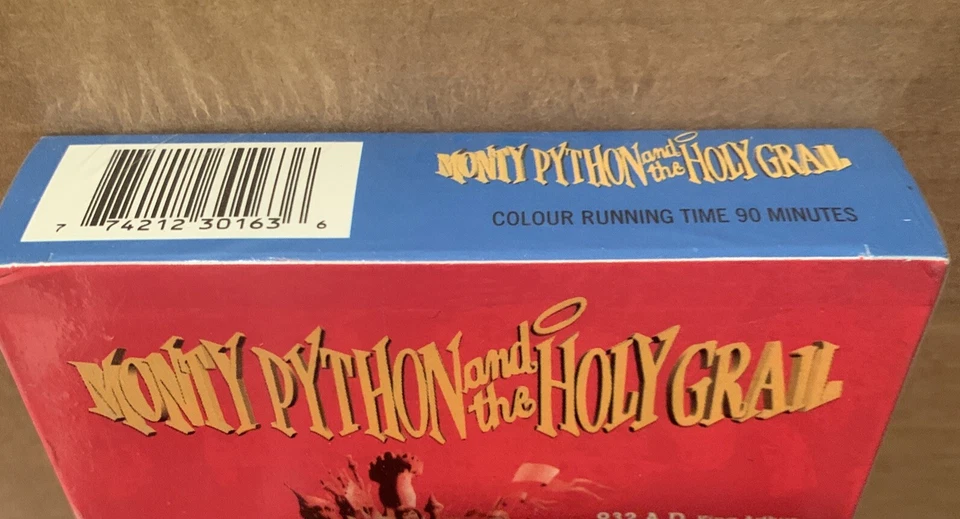 MONTY PYTHON and the HOLY GRAIL
COLOUR RUNNING TIME 90 MINUTES
7 74212 30163 6
MONTY PYTHON and the HOLY GRAIL
932 A.D.